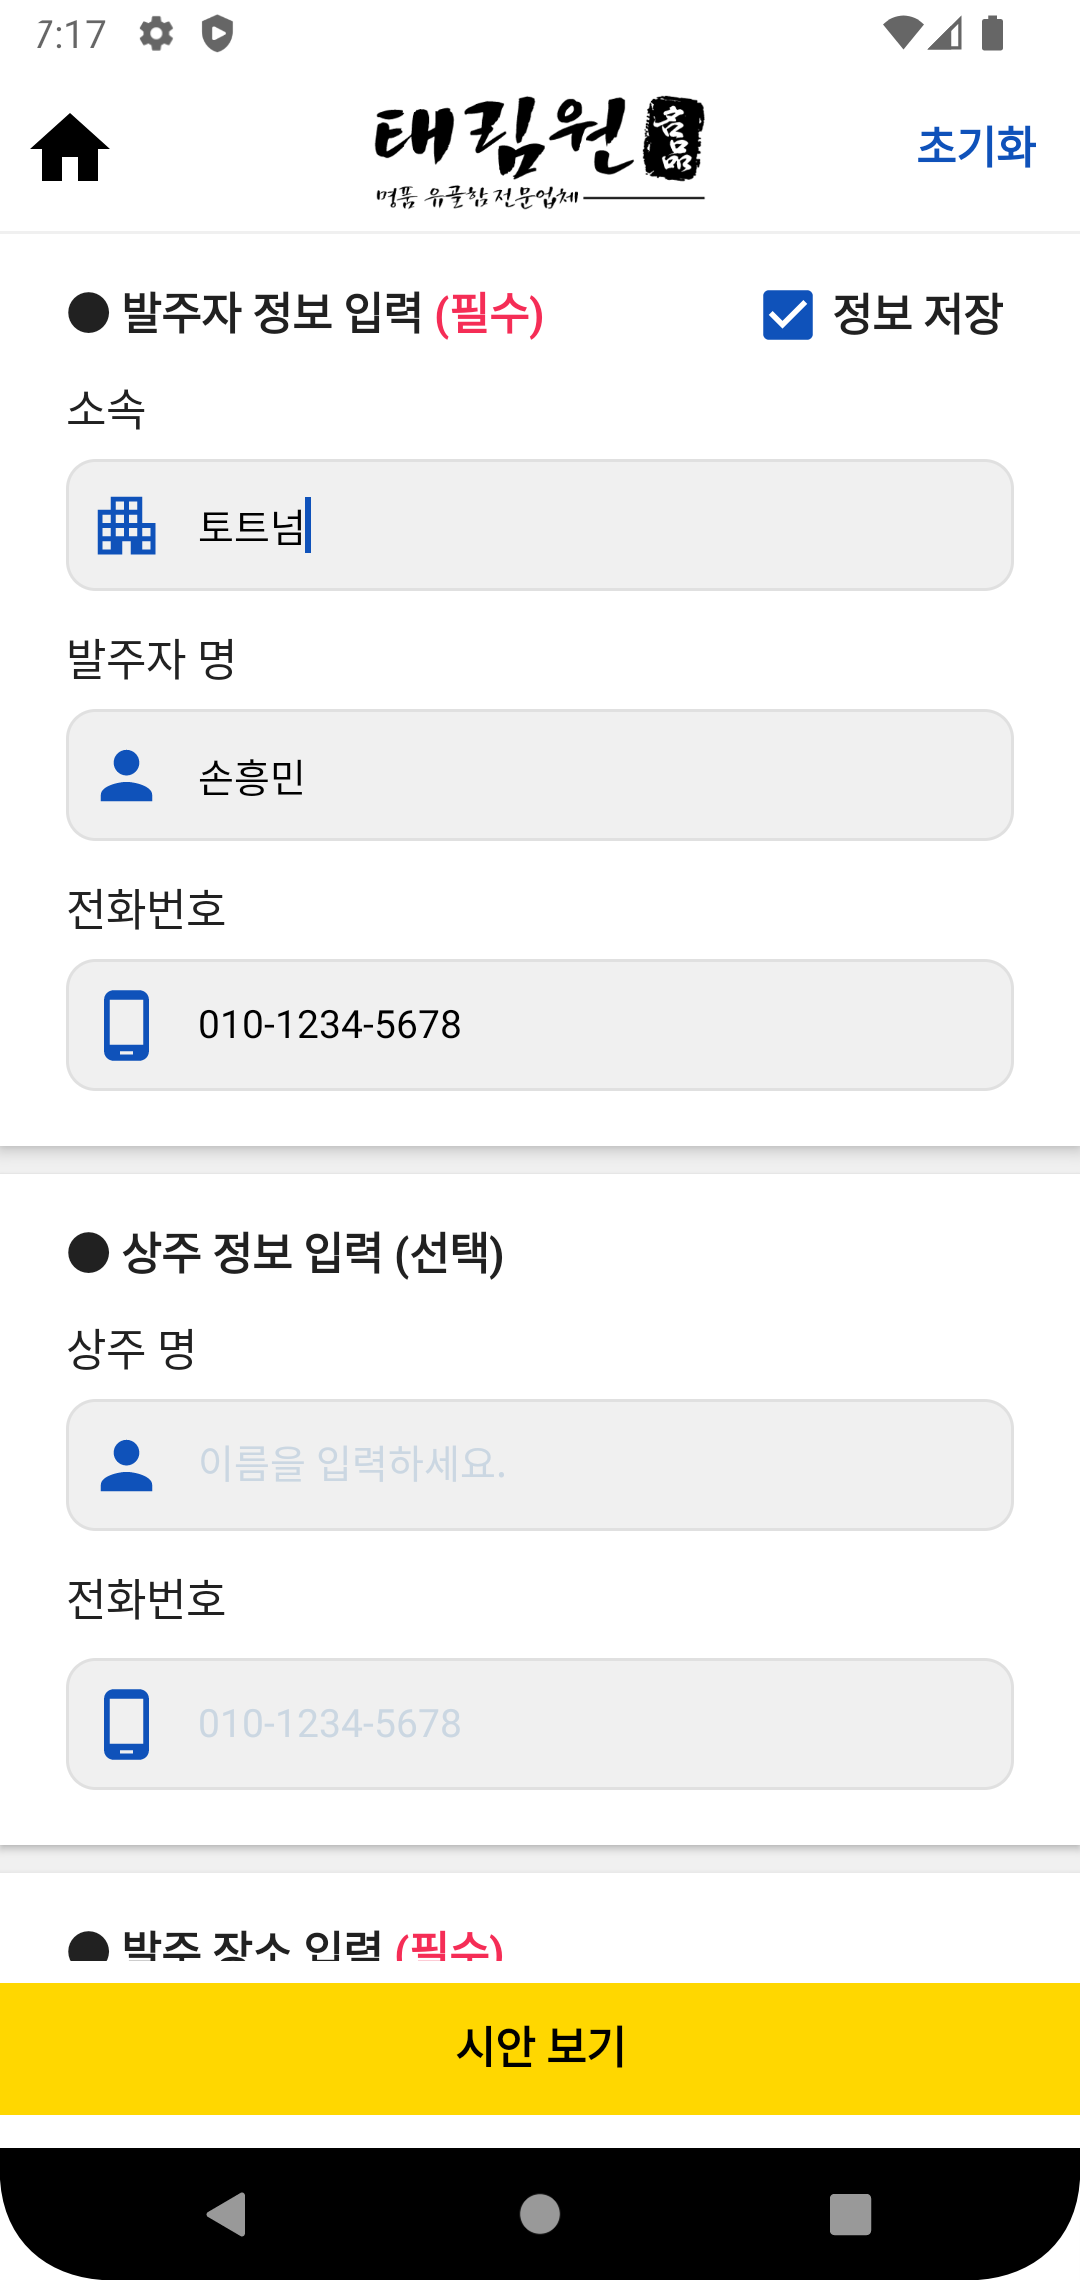 7:17
태림원
명품 유골함 전문업체
초기화
● 발주자 정보 입력 (필수)
정보 저장
소속
토트넘
발주자 명
손흥민
전화번호
010-1234-5678
● 상주 정보 입력 (선택)
상주 명
이름을 입력하세요.
전화번호
010-1234-5678
● 발주 장소 입력 (필수)
시안 보기